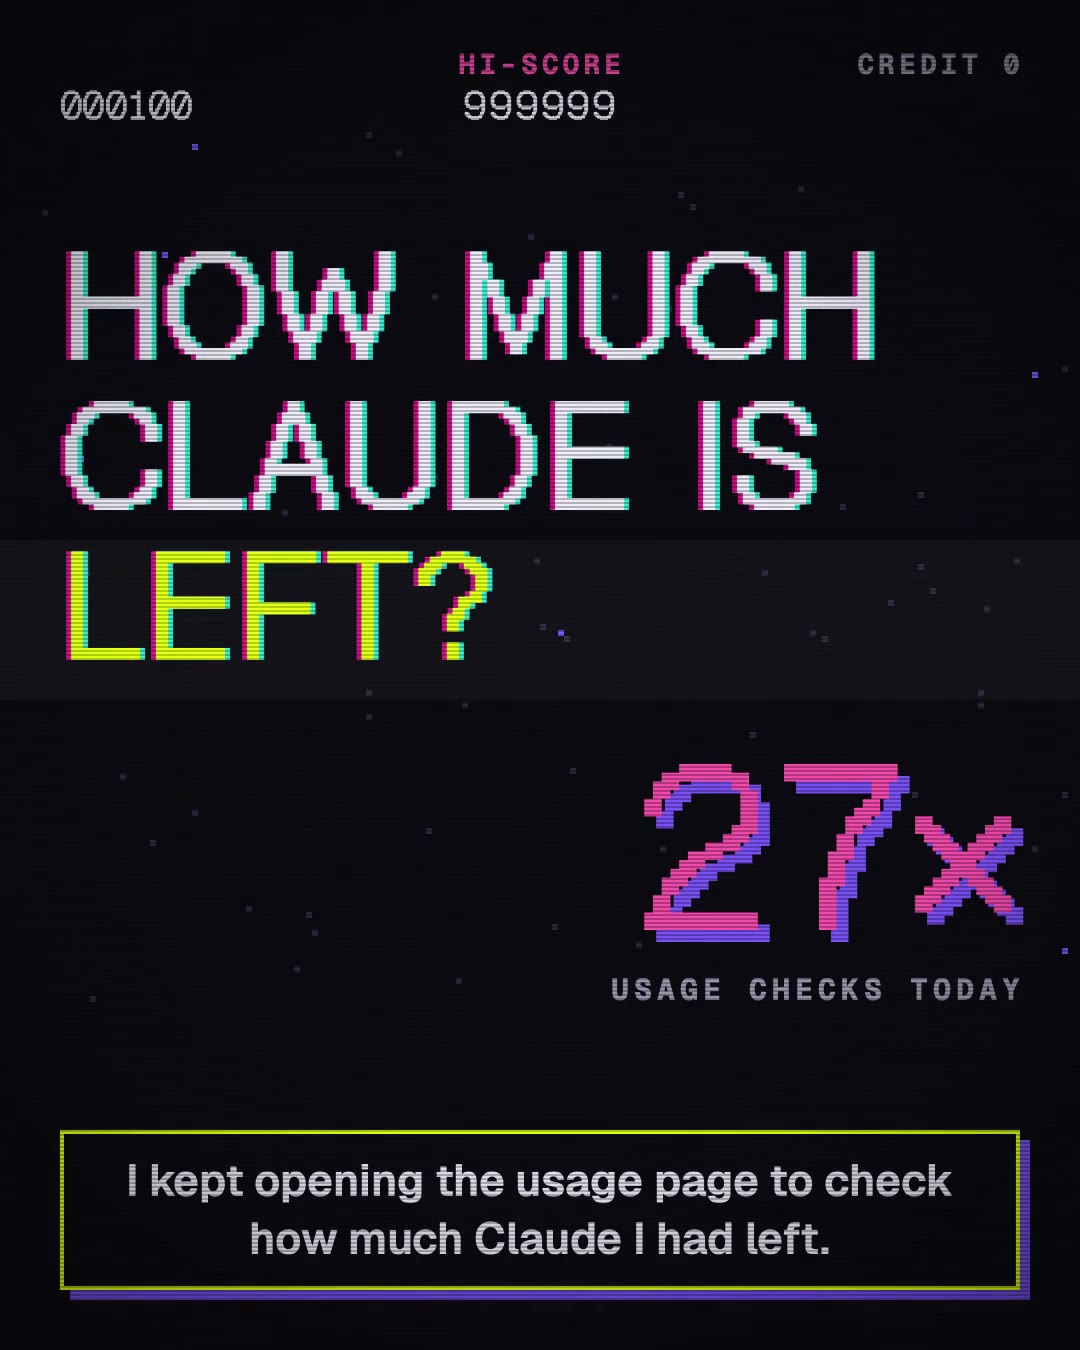 HI-SCORE
CREDIT 0
000100
999999
HOW MUCH
CLAUDE IS
LEFT?
27×
USAGE CHECKS TODAY
I kept opening the usage page to check
how much Claude I had left.